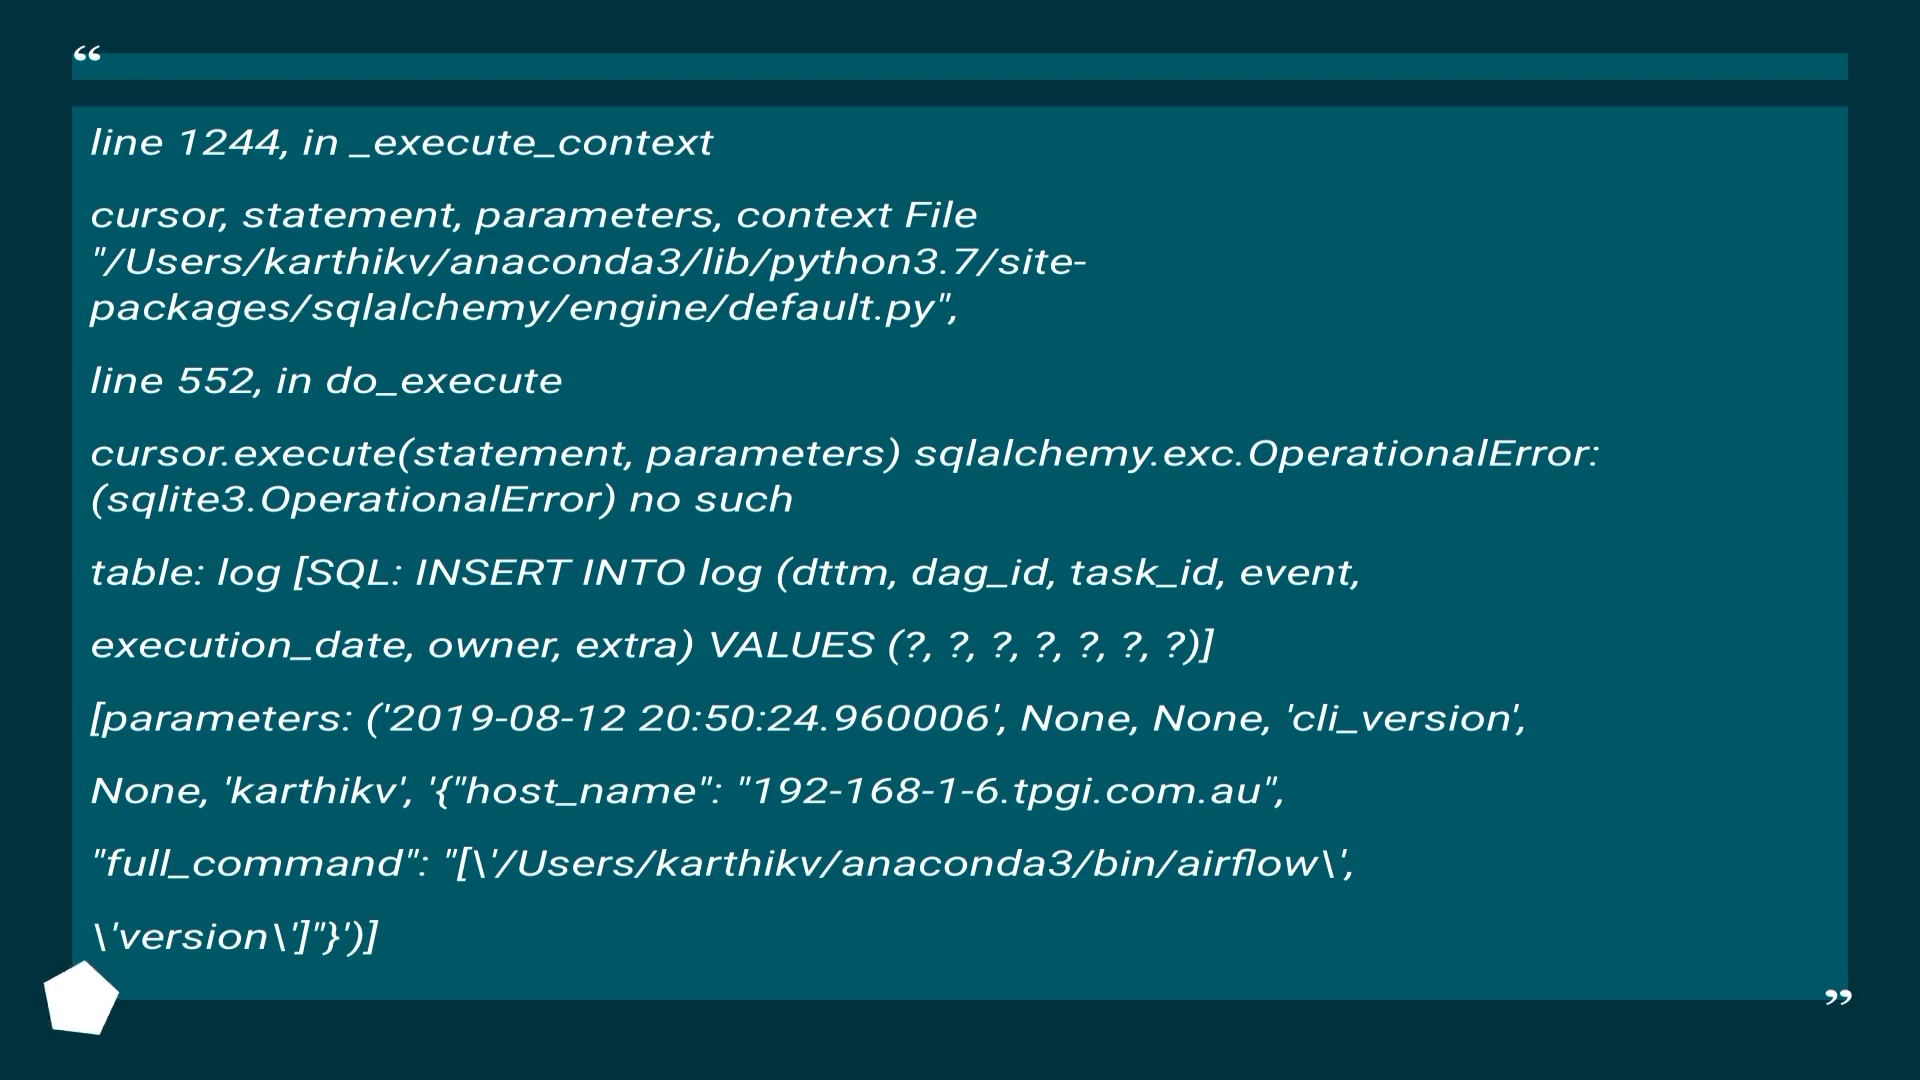 “
line 1244, in _execute_context
cursor, statement, parameters, context File
"/Users/karthikv/anaconda3/lib/python3.7/site-
packages/sqlalchemy/engine/default.py",
line 552, in do_execute
cursor.execute(statement, parameters) sqlalchemy.exc.OperationalError:
(sqlite3.OperationalError) no such
table: log [SQL: INSERT INTO log (dttm, dag_id, task_id, event,
execution_date, owner, extra) VALUES (?, ?, ?, ?, ?, ?, ?)]
[parameters: ('2019-08-12 20:50:24.960006', None, None, 'cli_version',
None, 'karthikv', '{"host_name": "192-168-1-6.tpgi.com.au",
"full_command": "[\'/Users/karthikv/anaconda3/bin/airflow\',
\'version\']"}')]
”